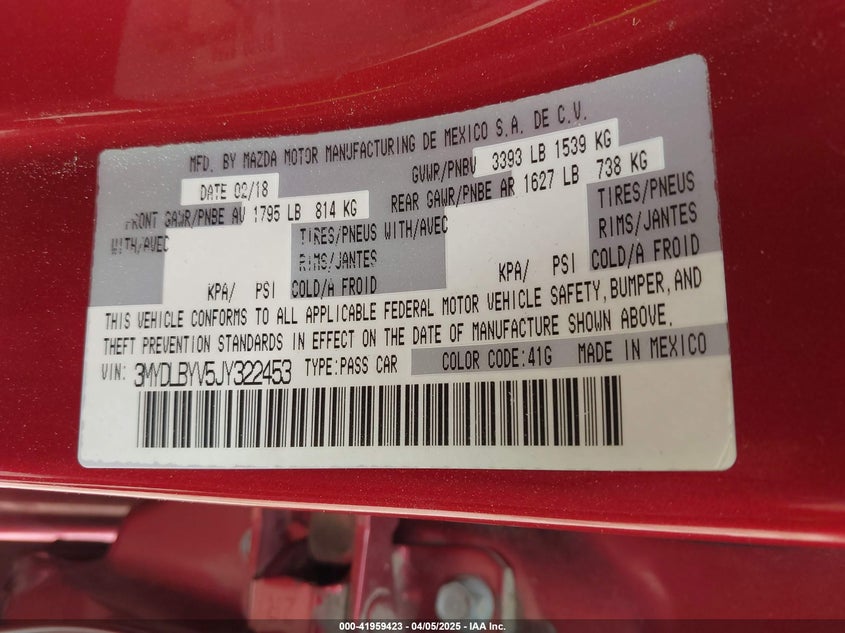 MFD. BY MAZDA MOTOR MANUFACTURING DE MEXICO S.A. DE C.V.
DATE 02/18 GVWR/PNBV 3393 LB 1539 KG
FRONT GAWR/PNBE AV 1795 LB 814 KG REAR GAWR/PNBE AR 1627 LB 738 KG
WITH/AVEC TIRES/PNEUS WITH/AVEC TIRES/PNEUS
RIMS/JANTES RIMS/JANTES
KPA/ PSI COLD/A FROID KPA/ PSI COLD/A FROID
THIS VEHICLE CONFORMS TO ALL APPLICABLE FEDERAL MOTOR VEHICLE SAFETY, BUMPER, AND
THEFT PREVENTION STANDARDS IN EFFECT ON THE DATE OF MANUFACTURE SHOWN ABOVE.
VIN: 3MYDLBYV5JY322453 TYPE:PASS CAR COLOR CODE:41G MADE IN MEXICO
000-41959423 - 04/05/2025 - IAA Inc.